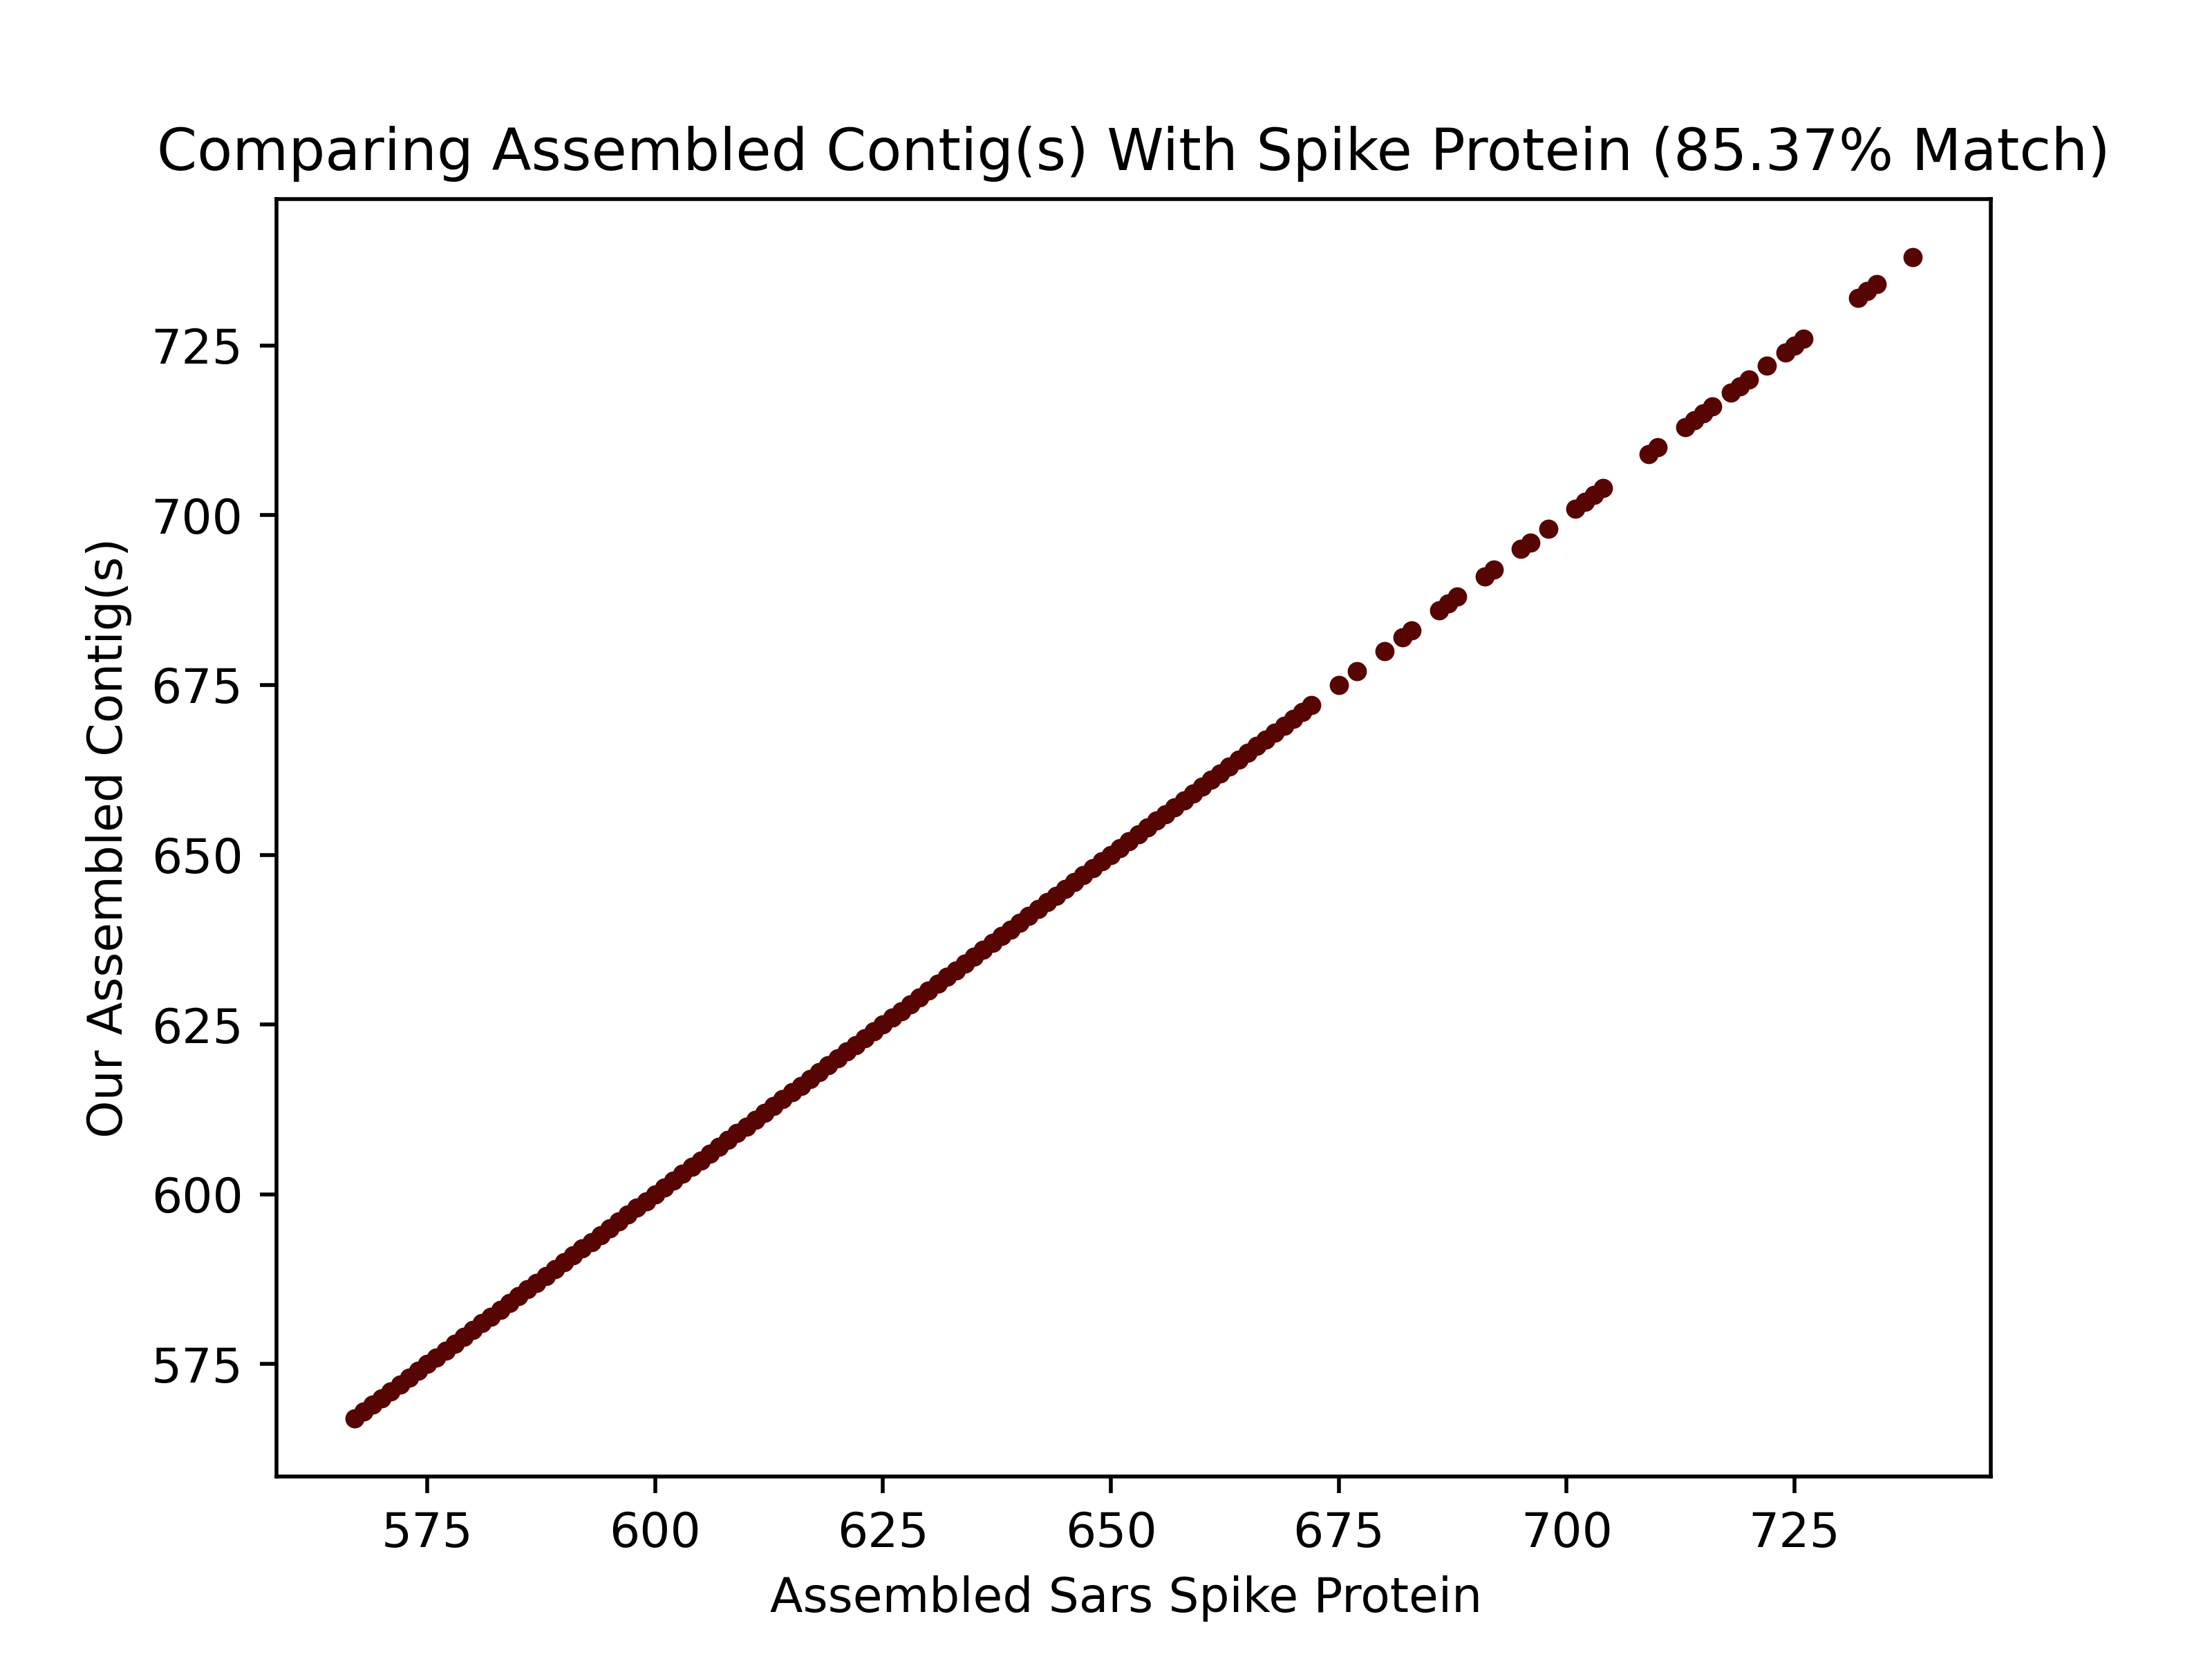 Comparing Assembled Contig(s) With Spike Protein (85.37% Match)
725
700
675
650
625
600
575
Our Assembled Contig(s)
575 600 625 650 675 700 725
Assembled Sars Spike Protein